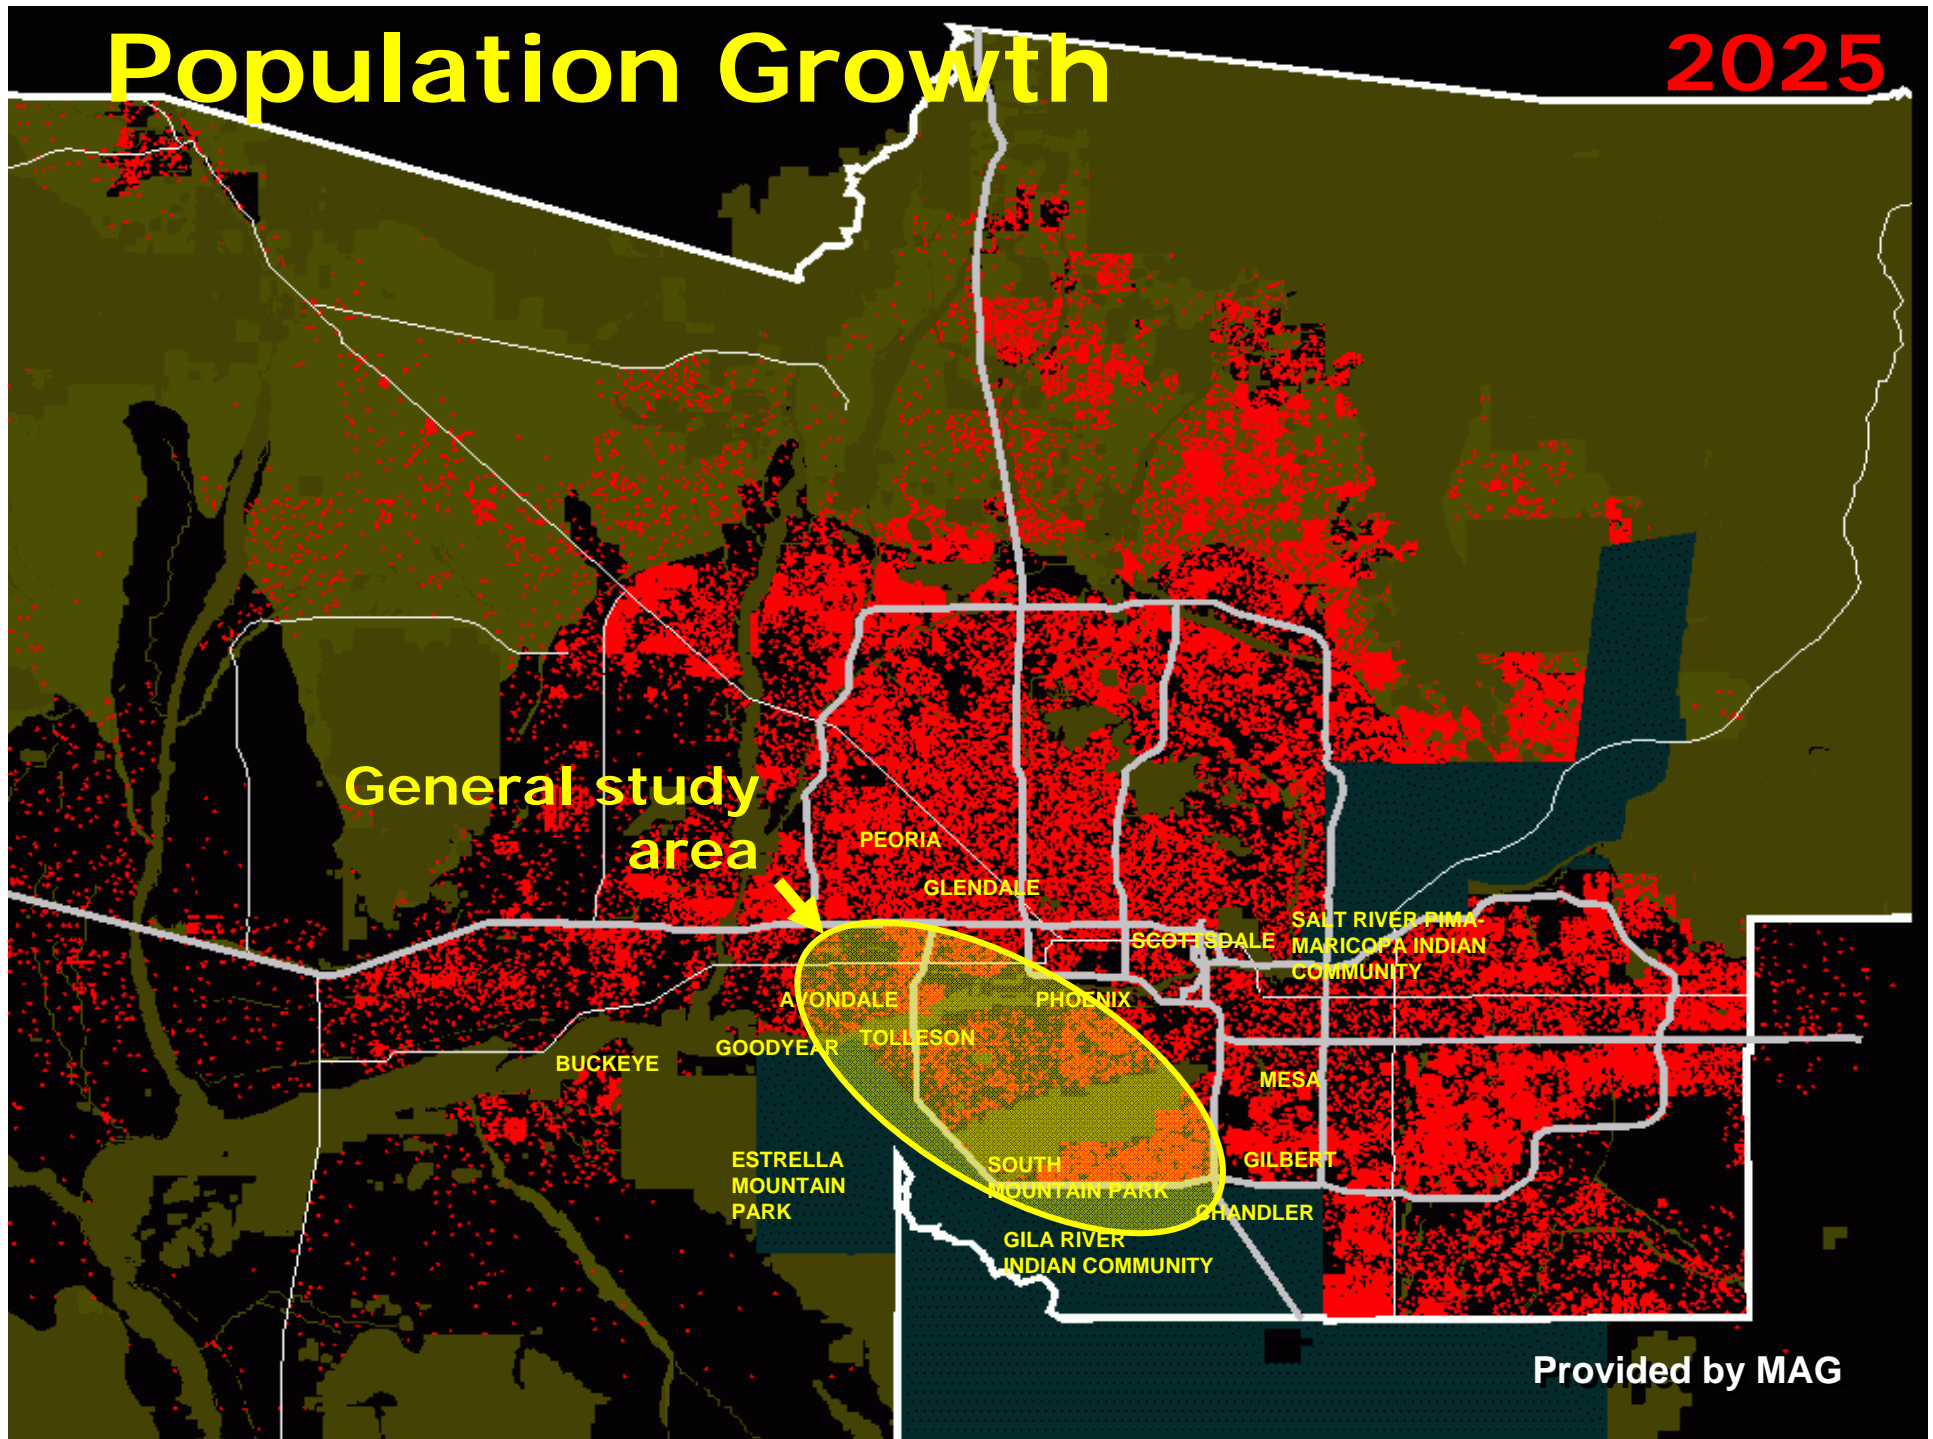 Population Growth
2025
General study
area
PEORIA
GLENDALE
SCOTTSDALE
SALT RIVER PIMA-
MARICOPA INDIAN
COMMUNITY
AVONDALE
PHOENIX
TOLLESON
GOODYEAR
BUCKEYE
MESA
ESTRELLA
MOUNTAIN
PARK
SOUTH
MOUNTAIN PARK
GILBERT
CHANDLER
GILA RIVER
INDIAN COMMUNITY
Provided by MAG